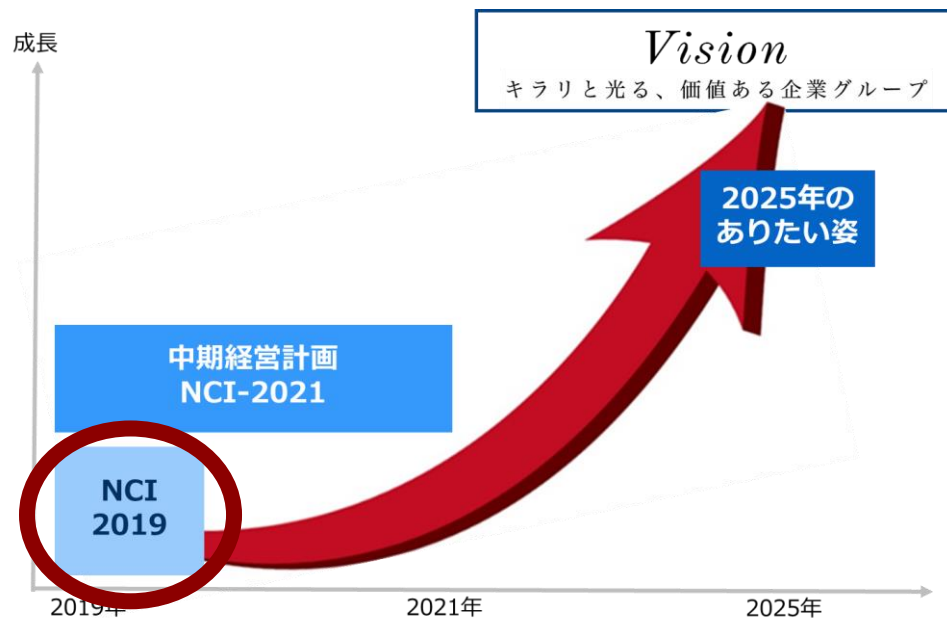 成長
Vision
キラリと光る、価値ある企業グループ
2025年の
ありたい姿
中期経営計画
NCI-2021
NCI
2019
2019年
2021年
2025年